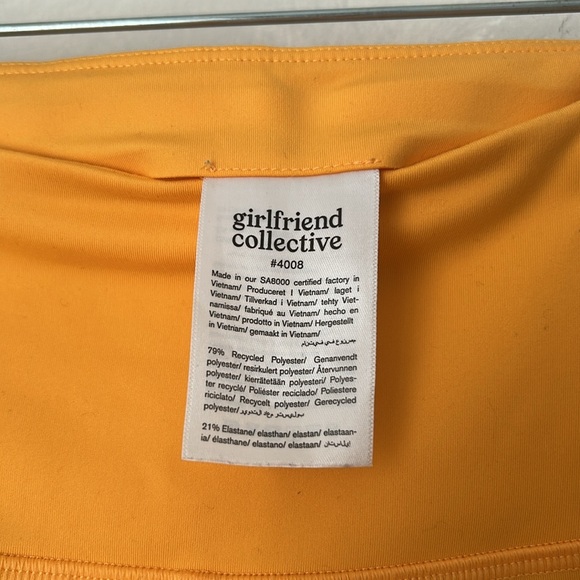 girlfriend
collective
#4008
Made in our SA8000 certified factory in
Vietnam/ Produceret I Vietnam/ laget i
Vietnam/ Tillverkad i Vietnam/ tehty Viet-
namissa/ fabriqué au Vietnam/ hecho en
Vietnam/ prodotto in Vietnam/ Hergestellt
in Vietnam/ gemaakt in Vietnam/
79% Recycled Polyester/ Genanvendt
polyester/ resirkulert polyester/ Återvunnen
polyester/ kierrätetään polyesteri/ Polyes-
ter recyclé/ Poliéster reciclado/ Poliestere
riciclato/ Recycelt polyester/ Gerecycled
polyester/
21% Elastane/ elasthan/ elastan/ elastaan-
ia/ élasthane/ elastano/ elastaan/